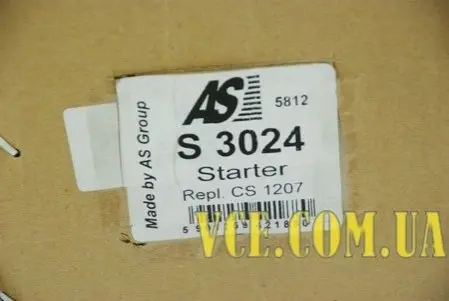 Made by AS Group
AS
5812
S 3024
Starter
Repl. CS 1207
VCE.COM.UA